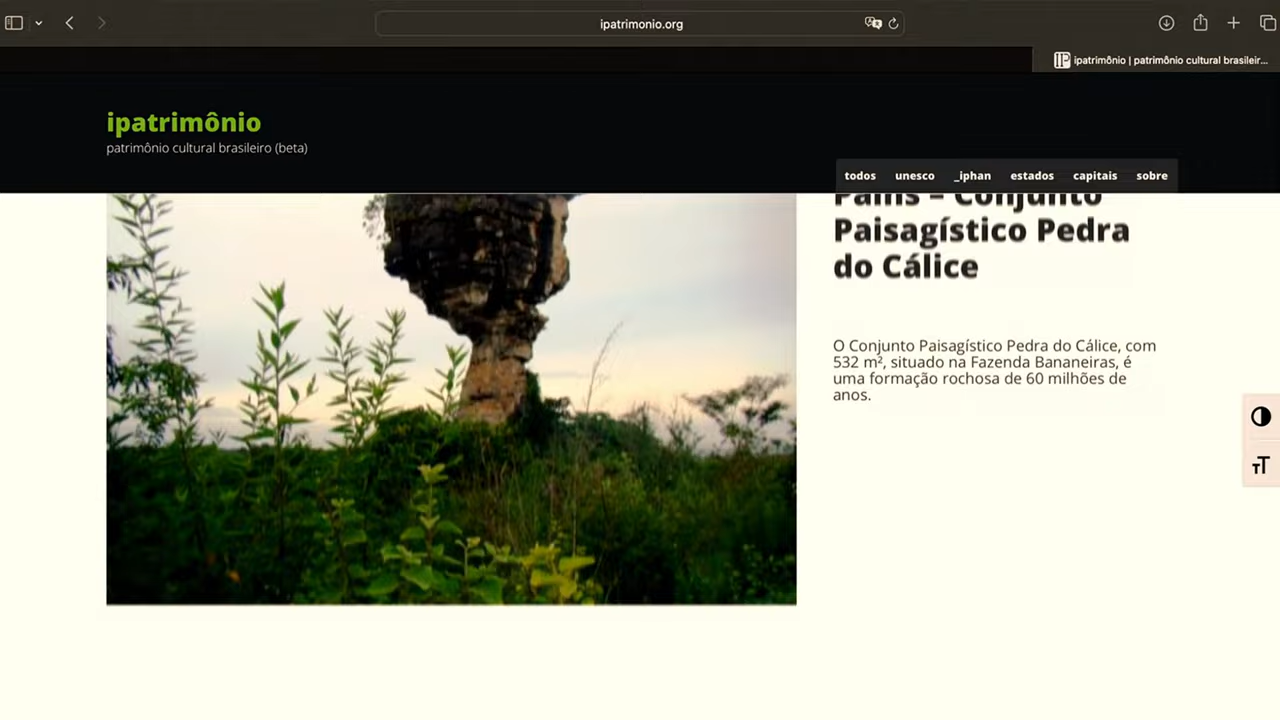 ipatrimonio.org
ipatrimônio | patrimônio cultural brasileir...
ipatrimônio
patrimônio cultural brasileiro (beta)
todos unesco _iphan estados capitais sobre
Pains – Conjunto
Paisagístico Pedra
do Cálice
O Conjunto Paisagístico Pedra do Cálice, com
532 m², situado na Fazenda Bananeiras, é
uma formação rochosa de 60 milhões de
anos.